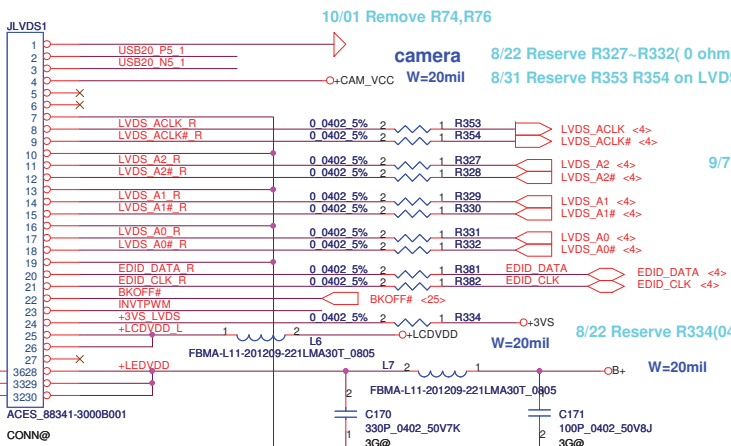 10/01 Remove R74,R76
JLVDS1
1
2 USB20_P5_1
3 USB20_N5_1
4 +CAM_VCC
camera
W=20mil
8/22 Reserve R327~R332( 0 ohm
8/31 Reserve R353 R354 on LVD
5
6
7
8 LVDS_ACLK_R 0_0402_5% 2 1 R353 LVDS_ACLK <4>
9 LVDS_ACLK#_R 0_0402_5% 2 1 R354 LVDS_ACLK# <4>
10
11 LVDS_A2_R 0_0402_5% 2 1 R327 LVDS_A2 <4>
12 LVDS_A2#_R 0_0402_5% 2 1 R328 LVDS_A2# <4>
9/7
13
14 LVDS_A1_R 0_0402_5% 2 1 R329 LVDS_A1 <4>
15 LVDS_A1#_R 0_0402_5% 2 1 R330 LVDS_A1# <4>
16
17 LVDS_A0_R 0_0402_5% 2 1 R331 LVDS_A0 <4>
18 LVDS_A0#_R 0_0402_5% 2 1 R332 LVDS_A0# <4>
19
20 EDID_DATA_R 0_0402_5% 2 1 R381 EDID_DATA EDID_DATA <4>
21 EDID_CLK_R 0_0402_5% 2 1 R382 EDID_CLK EDID_CLK <4>
22 BKOFF# BKOFF# <25>
23 INVTPWM
24 +3VS_LVDS 0_0402_5% 2 1 R334 +3VS
25 +LCDVDD_L 1 2 +LCDVDD
26
L6
FBMA-L11-201209-221LMA30T_0805
W=20mil
8/22 Reserve R334(04
27
3628 +LEDVDD L7 2 1 B+
3329
3230
W=20mil
FBMA-L11-201209-221LMA30T_0805
ACES_88341-3000B001
CONN@
2
1
C170
330P_0402_50V7K
3G@
1
2
C171
100P_0402_50V8J
3G@